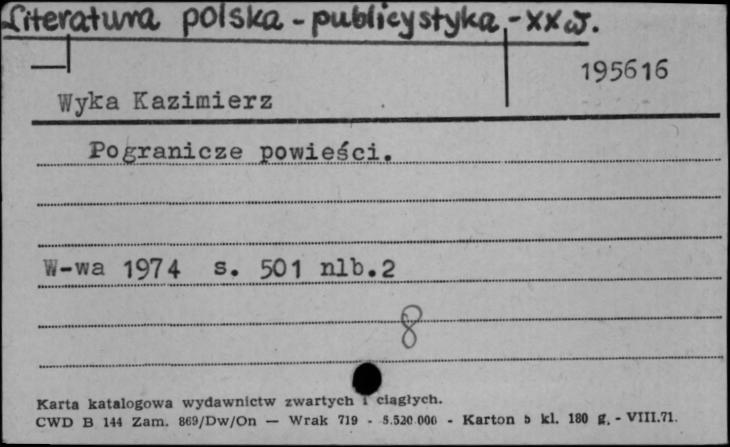 Literatura polska - publicystyka - XX w.
195616
Wyka Kazimierz
Pogranicze powieści.
W-wa 1974 s. 501 nlb.2
8
Karta katalogowa wydawnictw zwartych i ciągłych.
CWD B 144 Zam. 869/Dw/On — Wrak 719 - 5.520.000 - Karton b kl. 180 g. - VIII.71.